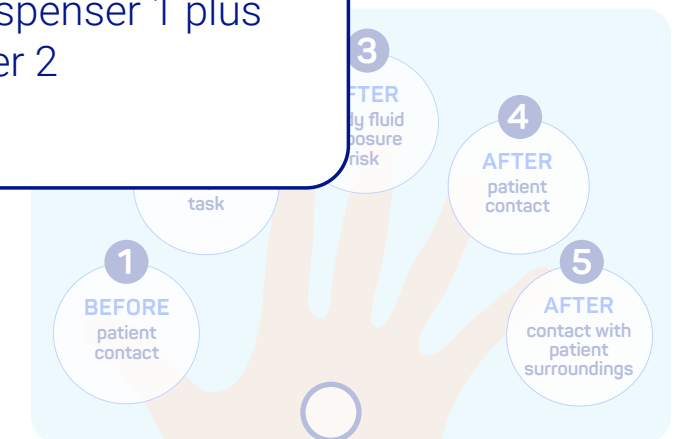 spenser 1 plus
er 2
3
FTER
dy fluid
posure
risk
4
AFTER
patient
contact
task
1
BEFORE
patient
contact
5
AFTER
contact with
patient
surroundings